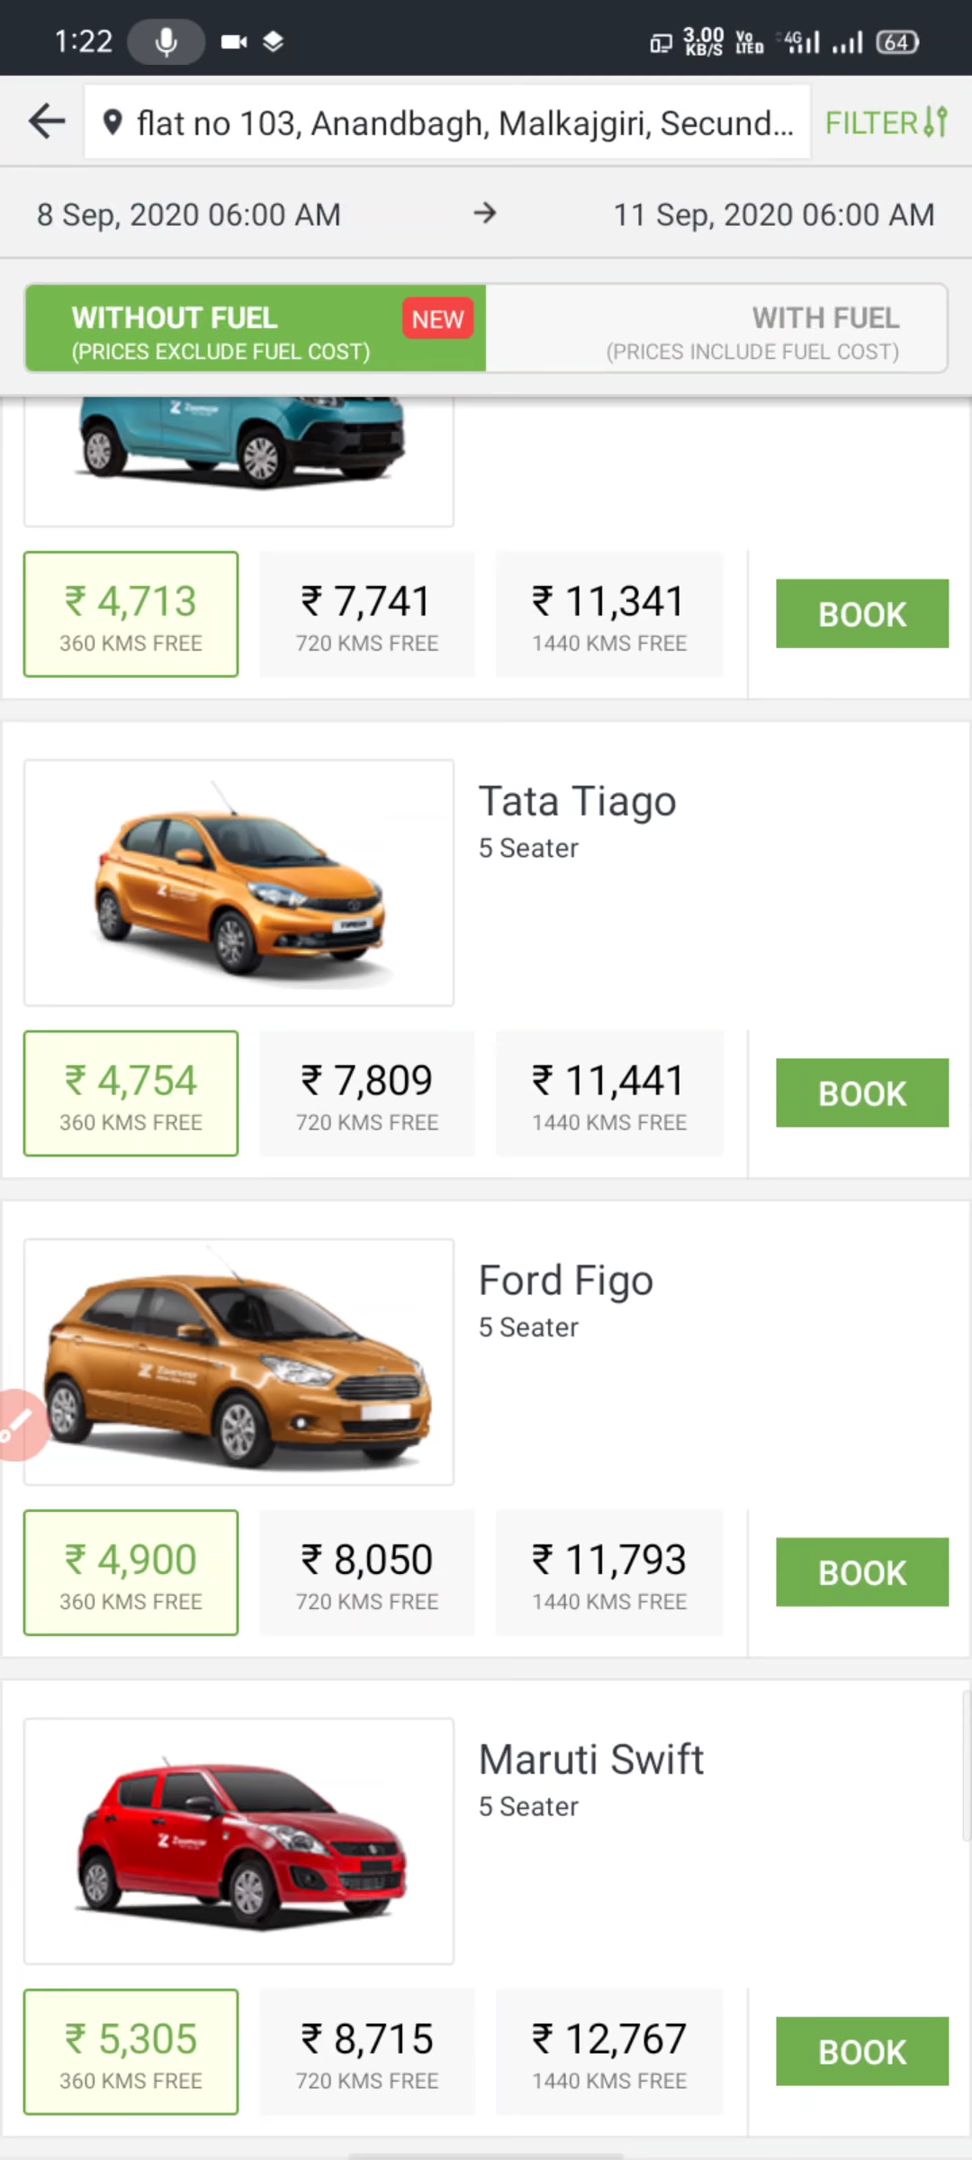 1:22
3.00 KB/S
Vo LTED
4G
64
flat no 103, Anandbagh, Malkajgiri, Secund...
FILTER
8 Sep, 2020 06:00 AM → 11 Sep, 2020 06:00 AM
WITHOUT FUEL
NEW
(PRICES EXCLUDE FUEL COST)
WITH FUEL
(PRICES INCLUDE FUEL COST)
₹ 4,713
360 KMS FREE
₹ 7,741
720 KMS FREE
₹ 11,341
1440 KMS FREE
BOOK
Tata Tiago
5 Seater
₹ 4,754
360 KMS FREE
₹ 7,809
720 KMS FREE
₹ 11,441
1440 KMS FREE
BOOK
Ford Figo
5 Seater
₹ 4,900
360 KMS FREE
₹ 8,050
720 KMS FREE
₹ 11,793
1440 KMS FREE
BOOK
Maruti Swift
5 Seater
₹ 5,305
360 KMS FREE
₹ 8,715
720 KMS FREE
₹ 12,767
1440 KMS FREE
BOOK